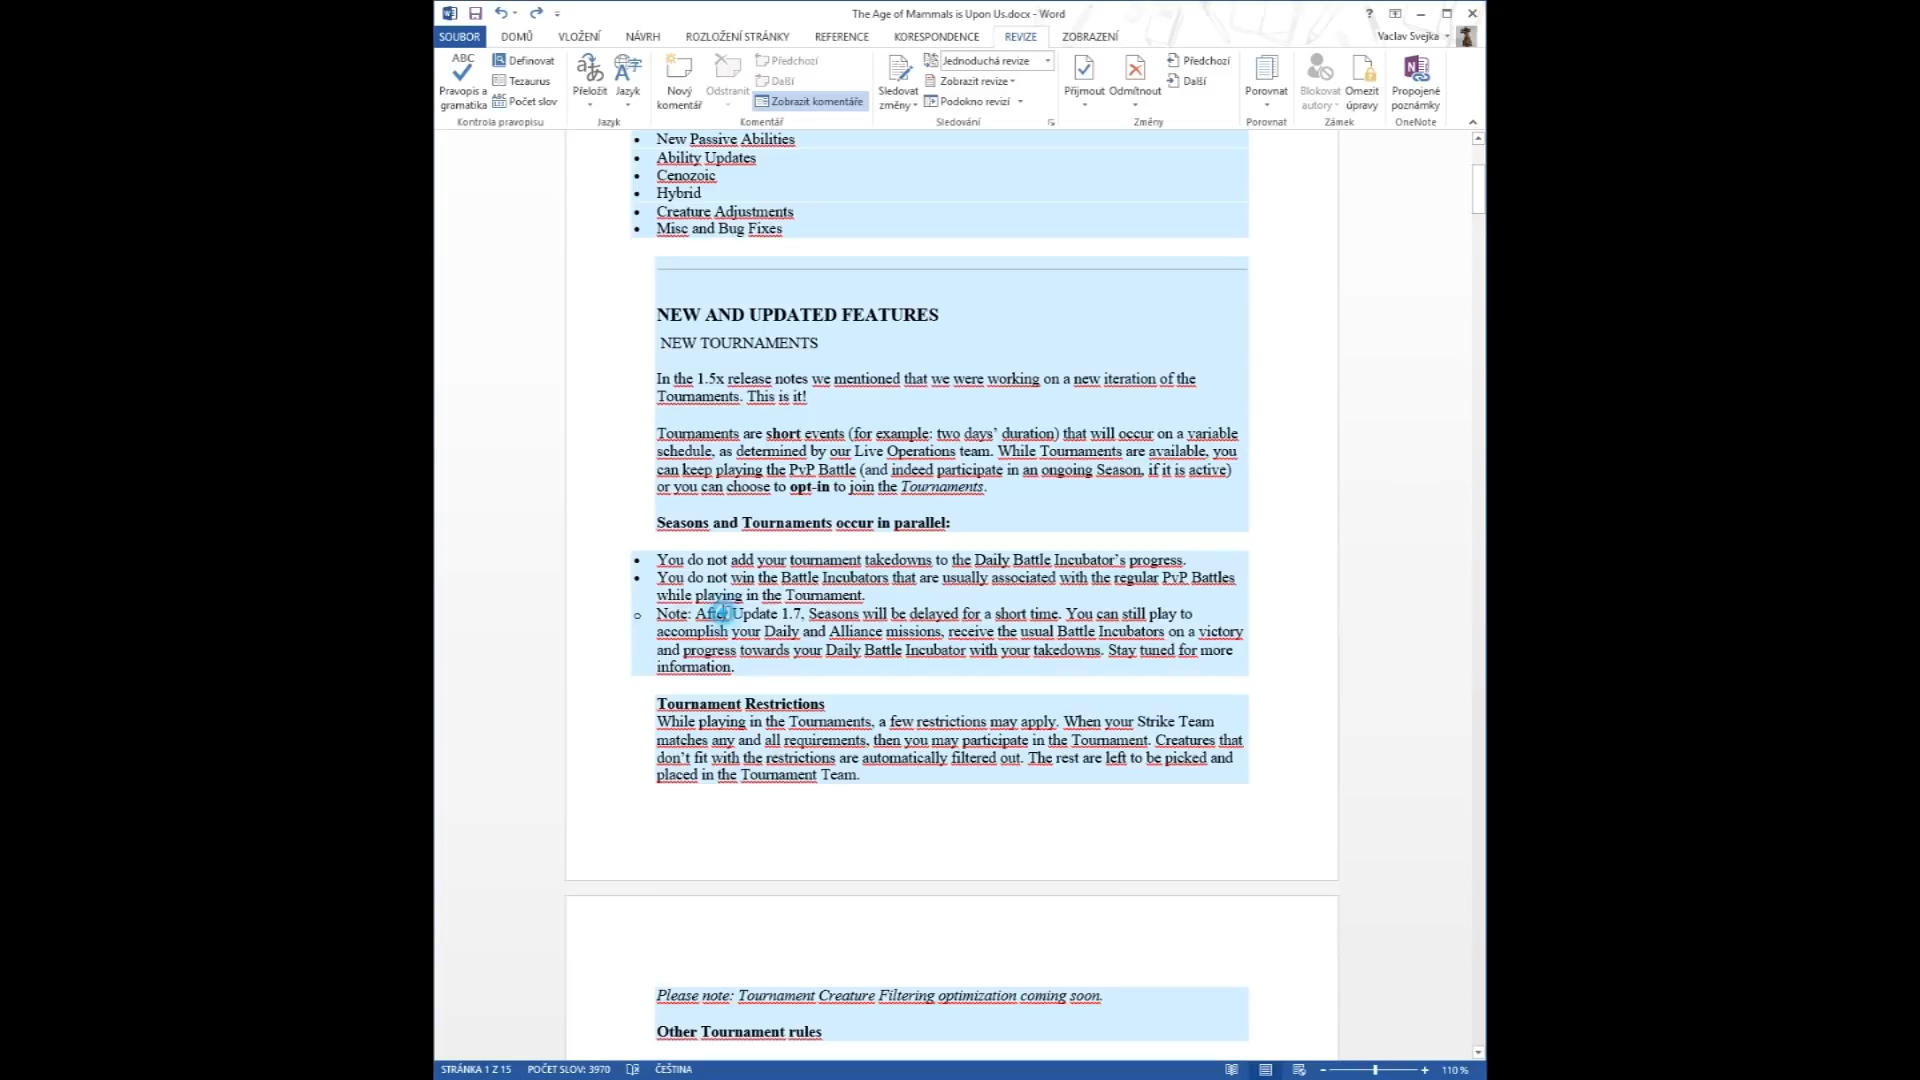 The Age of Mammals is Upon Us.docx - Word
?
SOUBOR DOMŮ VLOŽENÍ NÁVRH ROZLOŽENÍ STRÁNKY REFERENCE KORESPONDENCE REVIZE ZOBRAZENÍ
Vaclav Svejka
ABC
Pravopis a gramatika
Definovat
Tezaurus
ABC Počet slov
Kontrola pravopisu
Přeložit
Jazyk
Jazyk
Nový komentář
Odstranit
Předchozí
Další
Zobrazit komentáře
Komentář
Sledovat změny
Jednoduchá revize
Zobrazit revize
Podokno revizí
Sledování
Přijmout
Odmítnout
Předchozí
Další
Změny
Porovnat
Porovnat
Blokovat autory
Omezit úpravy
Zámek
Propojené poznámky
OneNote
• New Passive Abilities
• Ability Updates
• Cenozoic
• Hybrid
• Creature Adjustments
• Misc and Bug Fixes
NEW AND UPDATED FEATURES
NEW TOURNAMENTS
In the 1.5x release notes we mentioned that we were working on a new iteration of the
Tournaments. This is it!
Tournaments are short events (for example: two days’ duration) that will occur on a variable
schedule, as determined by our Live Operations team. While Tournaments are available, you
can keep playing the PvP Battle (and indeed participate in an ongoing Season, if it is active)
or you can choose to opt-in to join the Tournaments.
Seasons and Tournaments occur in parallel:
• You do not add your tournament takedowns to the Daily Battle Incubator’s progress.
• You do not win the Battle Incubators that are usually associated with the regular PvP Battles
while playing in the Tournament.
o Note: After Update 1.7, Seasons will be delayed for a short time. You can still play to
accomplish your Daily and Alliance missions, receive the usual Battle Incubators on a victory
and progress towards your Daily Battle Incubator with your takedowns. Stay tuned for more
information.
Tournament Restrictions
While playing in the Tournaments, a few restrictions may apply. When your Strike Team
matches any and all requirements, then you may participate in the Tournament. Creatures that
don’t fit with the restrictions are automatically filtered out. The rest are left to be picked and
placed in the Tournament Team.
Please note: Tournament Creature Filtering optimization coming soon.
Other Tournament rules
STRÁNKA 1 Z 15 POČET SLOV: 3970 ČEŠTINA
110 %